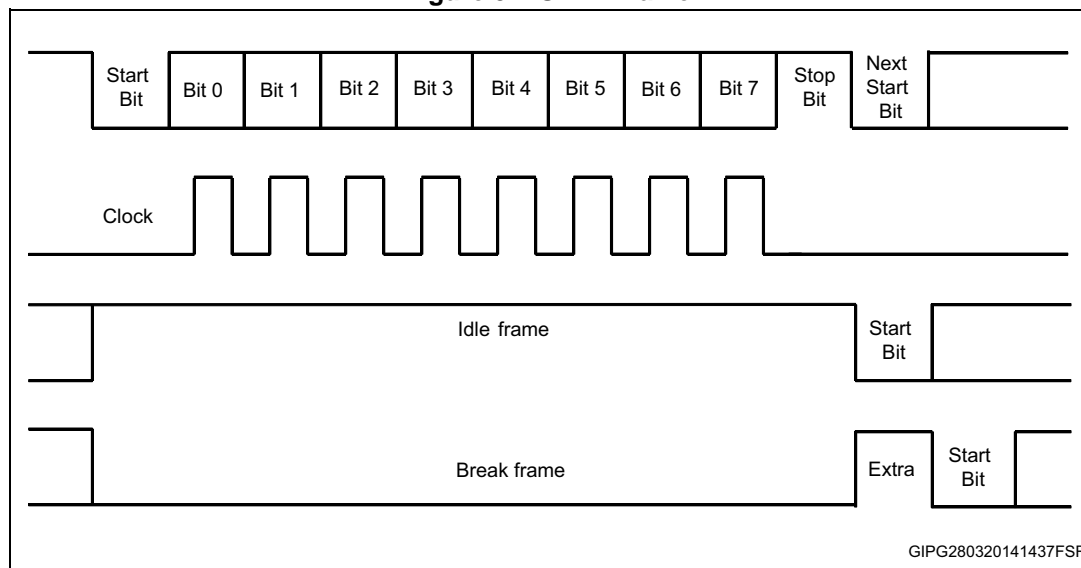 Start
Bit
Bit 0
Bit 1
Bit 2
Bit 3
Bit 4
Bit 5
Bit 6
Bit 7
Stop
Bit
Next
Start
Bit
Clock
Idle frame
Start
Bit
Break frame
Extra
Start
Bit